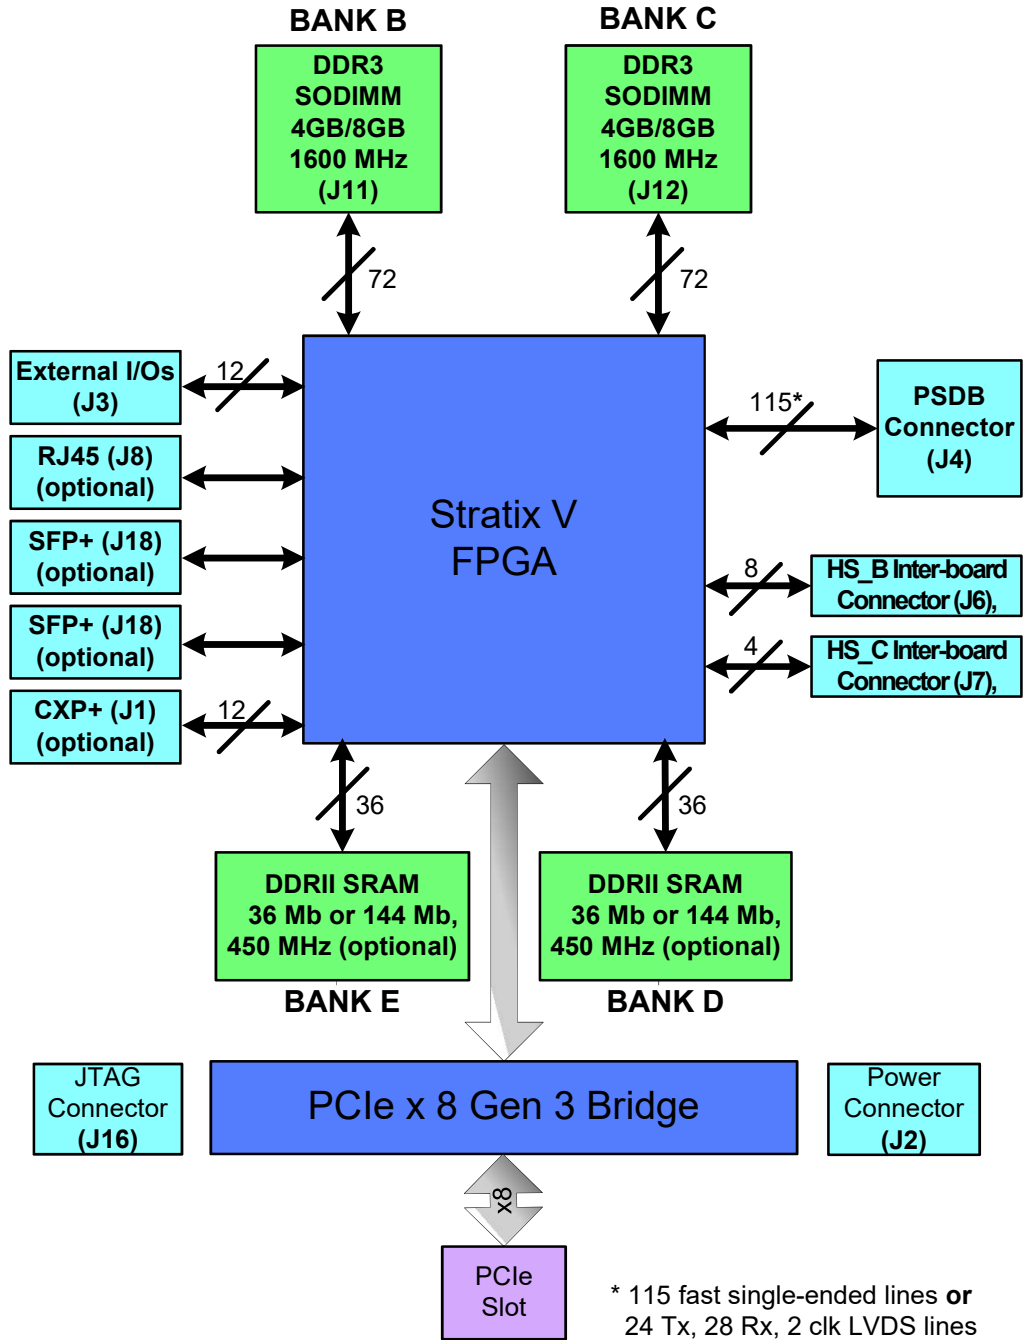 BANK B
BANK C
DDR3
SODIMM
4GB/8GB
1600 MHz
(J11)
DDR3
SODIMM
4GB/8GB
1600 MHz
(J12)
72
72
External I/Os
(J3)
12
RJ45 (J8)
(optional)
SFP+ (J18)
(optional)
SFP+ (J18)
(optional)
CXP+ (J1)
(optional)
12
Stratix V
FPGA
115*
PSDB
Connector
(J4)
8
HS_B Inter-board
Connector (J6),
4
HS_C Inter-board
Connector (J7),
36
36
DDRII SRAM
36 Mb or 144 Mb,
450 MHz (optional)
BANK E
DDRII SRAM
36 Mb or 144 Mb,
450 MHz (optional)
BANK D
JTAG
Connector
(J16)
PCIe x 8 Gen 3 Bridge
Power
Connector
(J2)
x8
PCIe
Slot
* 115 fast single-ended lines or
24 Tx, 28 Rx, 2 clk LVDS lines